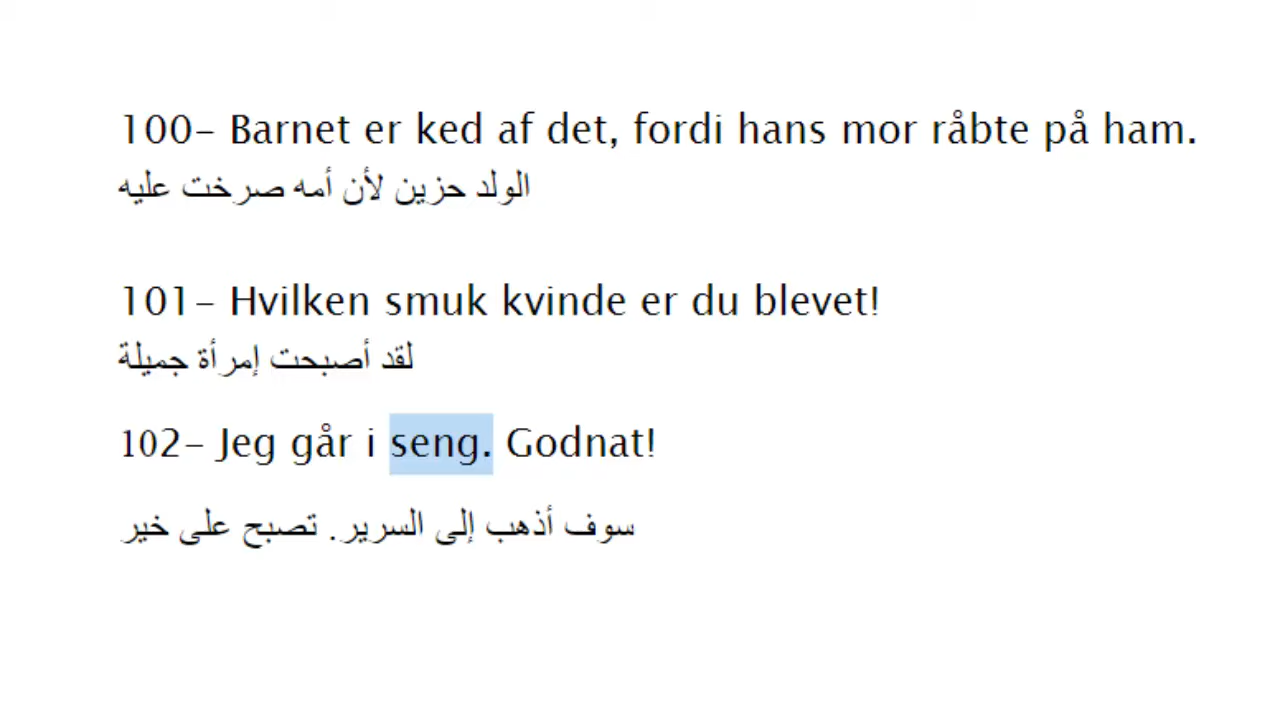 100- Barnet er ked af det, fordi hans mor råbte på ham.
الولد حزين لأن أمه صرخت عليه
101- Hvilken smuk kvinde er du blevet!
لقد أصبحت إمرأة جميلة
102- Jeg går i seng. Godnat!
سوف أذهب إلى السرير. تصبح على خير